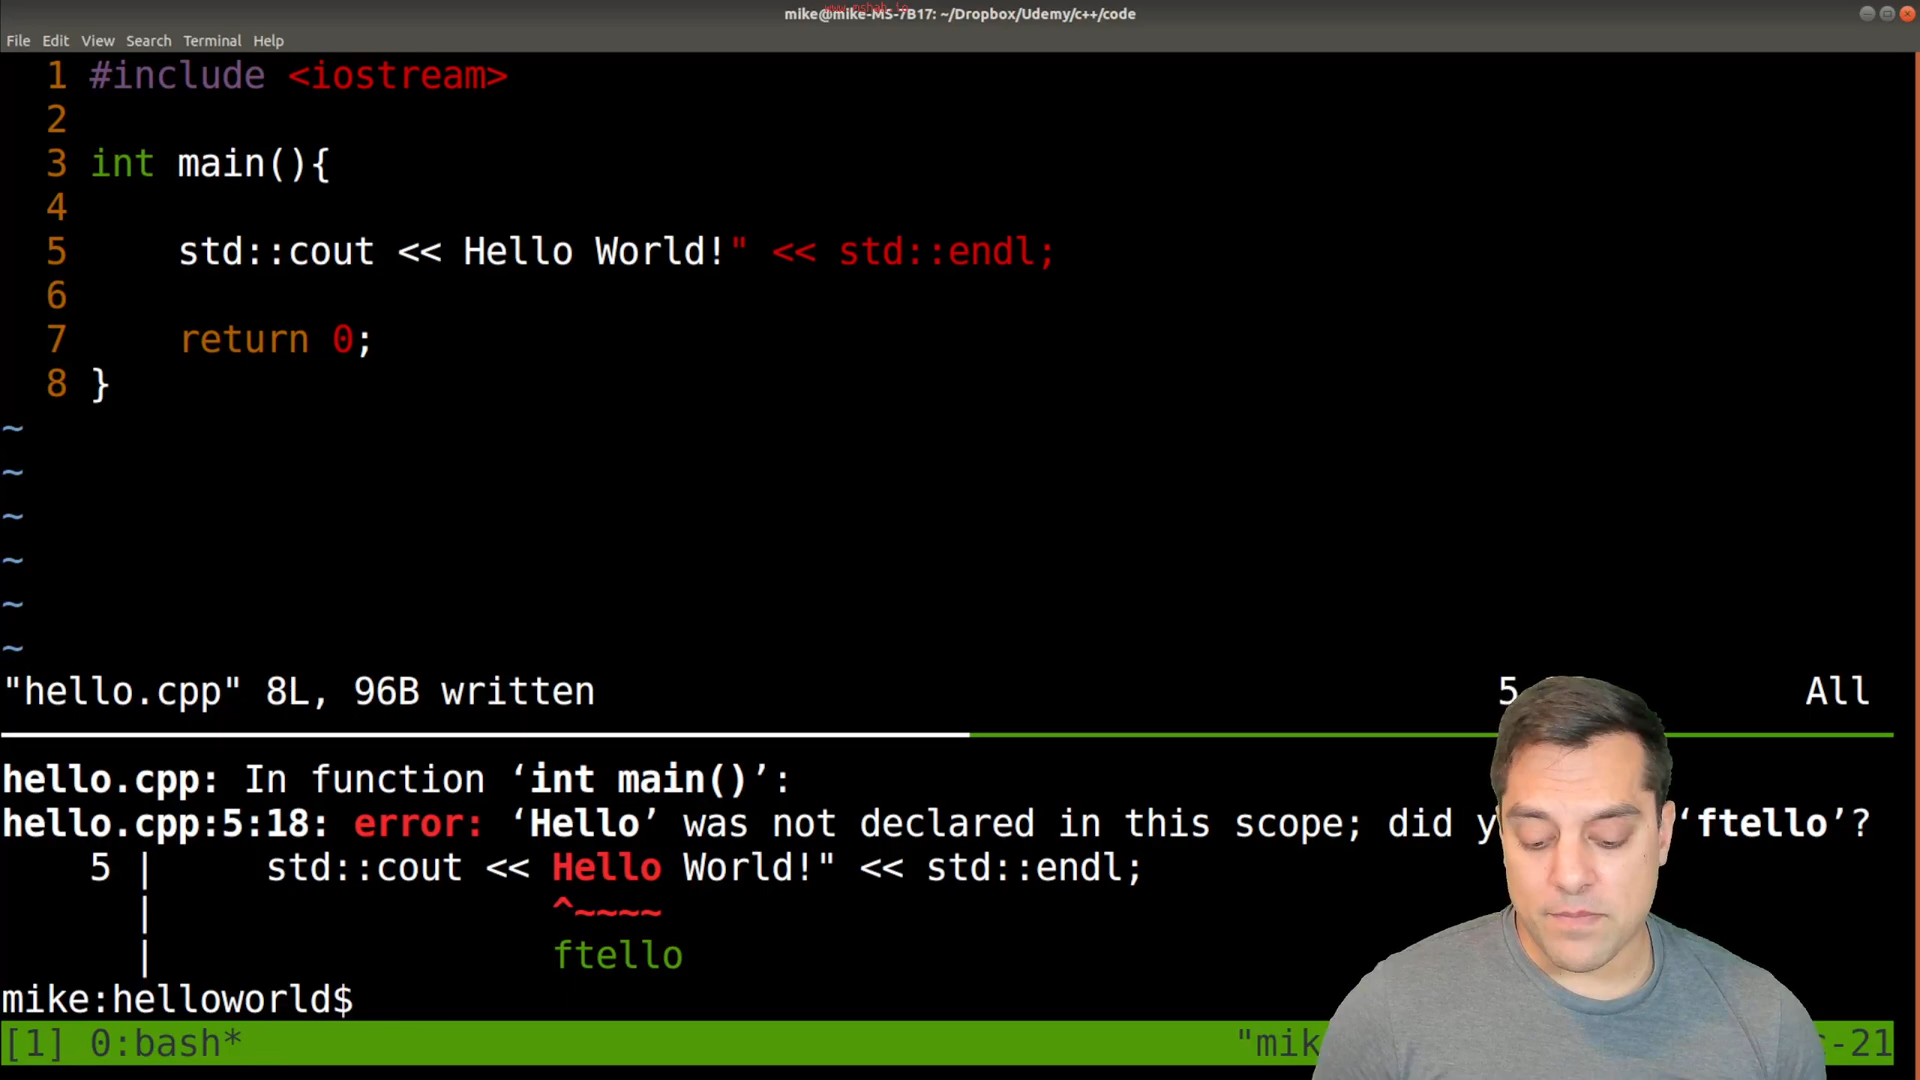 www.mshah.io
mike@mike-MS-7B17: ~/Dropbox/Udemy/c++/code
File Edit View Search Terminal Help
1 #include <iostream>
2
3 int main(){
4
5 std::cout << Hello World!" << std::endl;
6
7 return 0;
8 }
~
~
~
~
~
~
"hello.cpp" 8L, 96B written 5 All
hello.cpp: In function ‘int main()’:
hello.cpp:5:18: error: ‘Hello’ was not declared in this scope; did ‘ftello’?
5 | std::cout << Hello World!" << std::endl;
| ^~~~~
| ftello
mike:helloworld$
[1] 0:bash* "mik -21